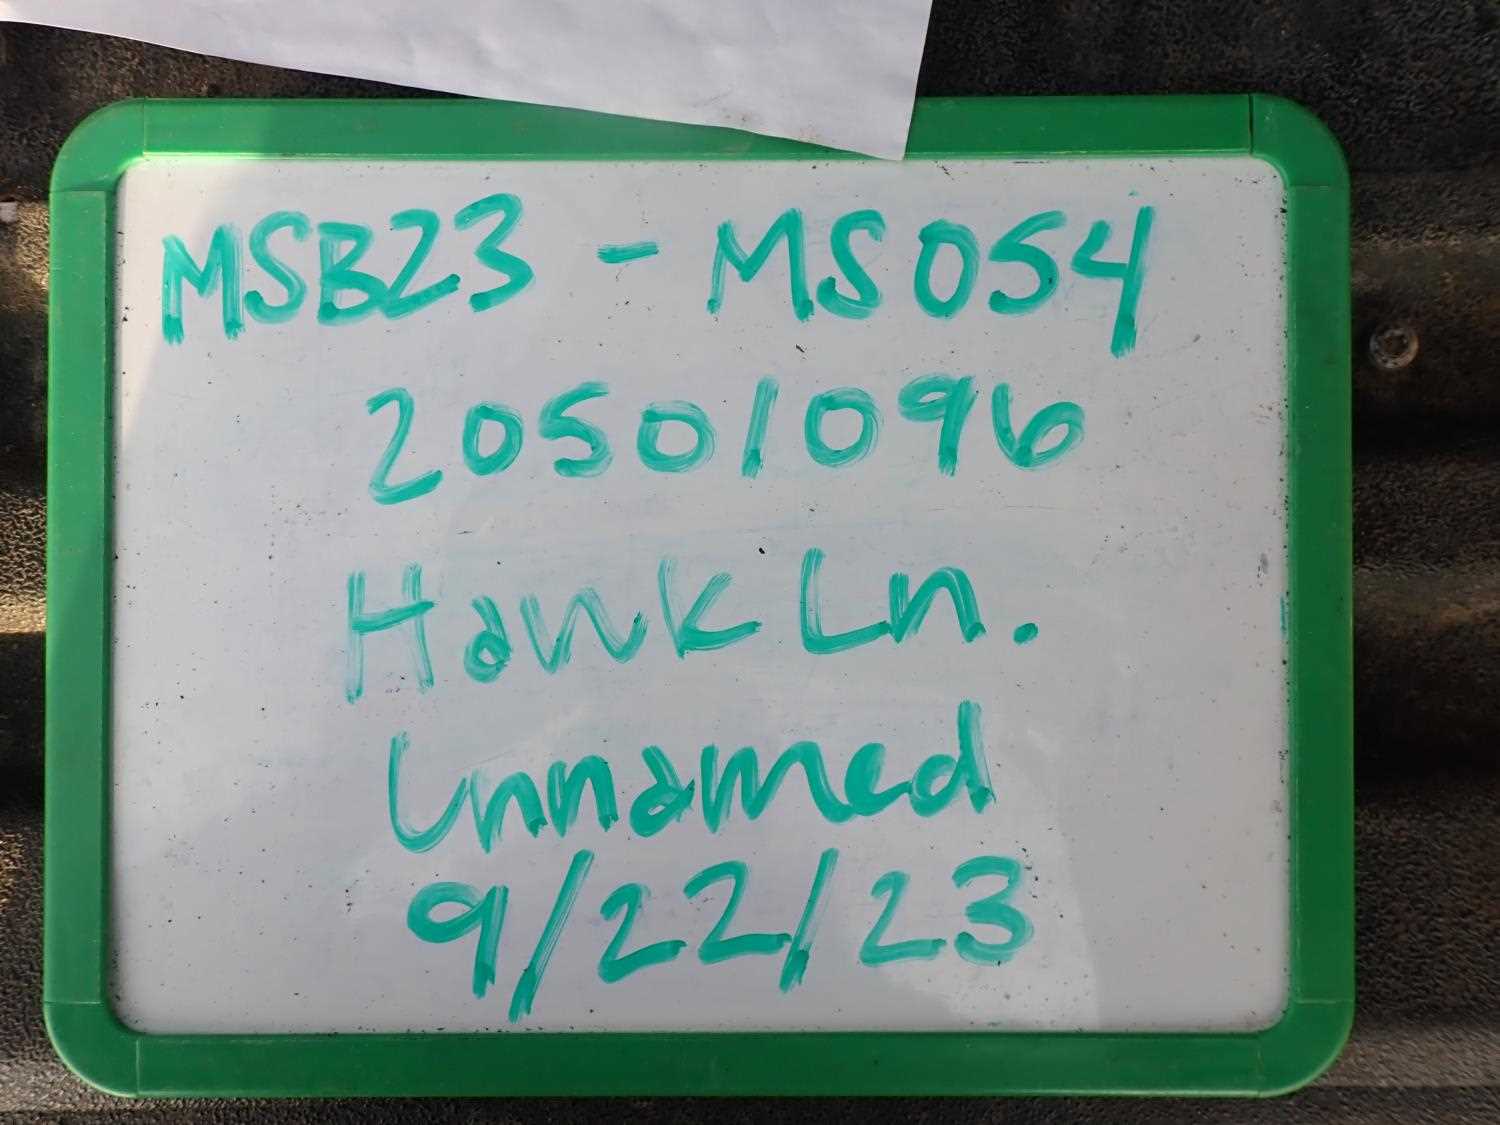 MSB23 - MS054
20501096
Hawk Ln.
Unnamed
9/22/23